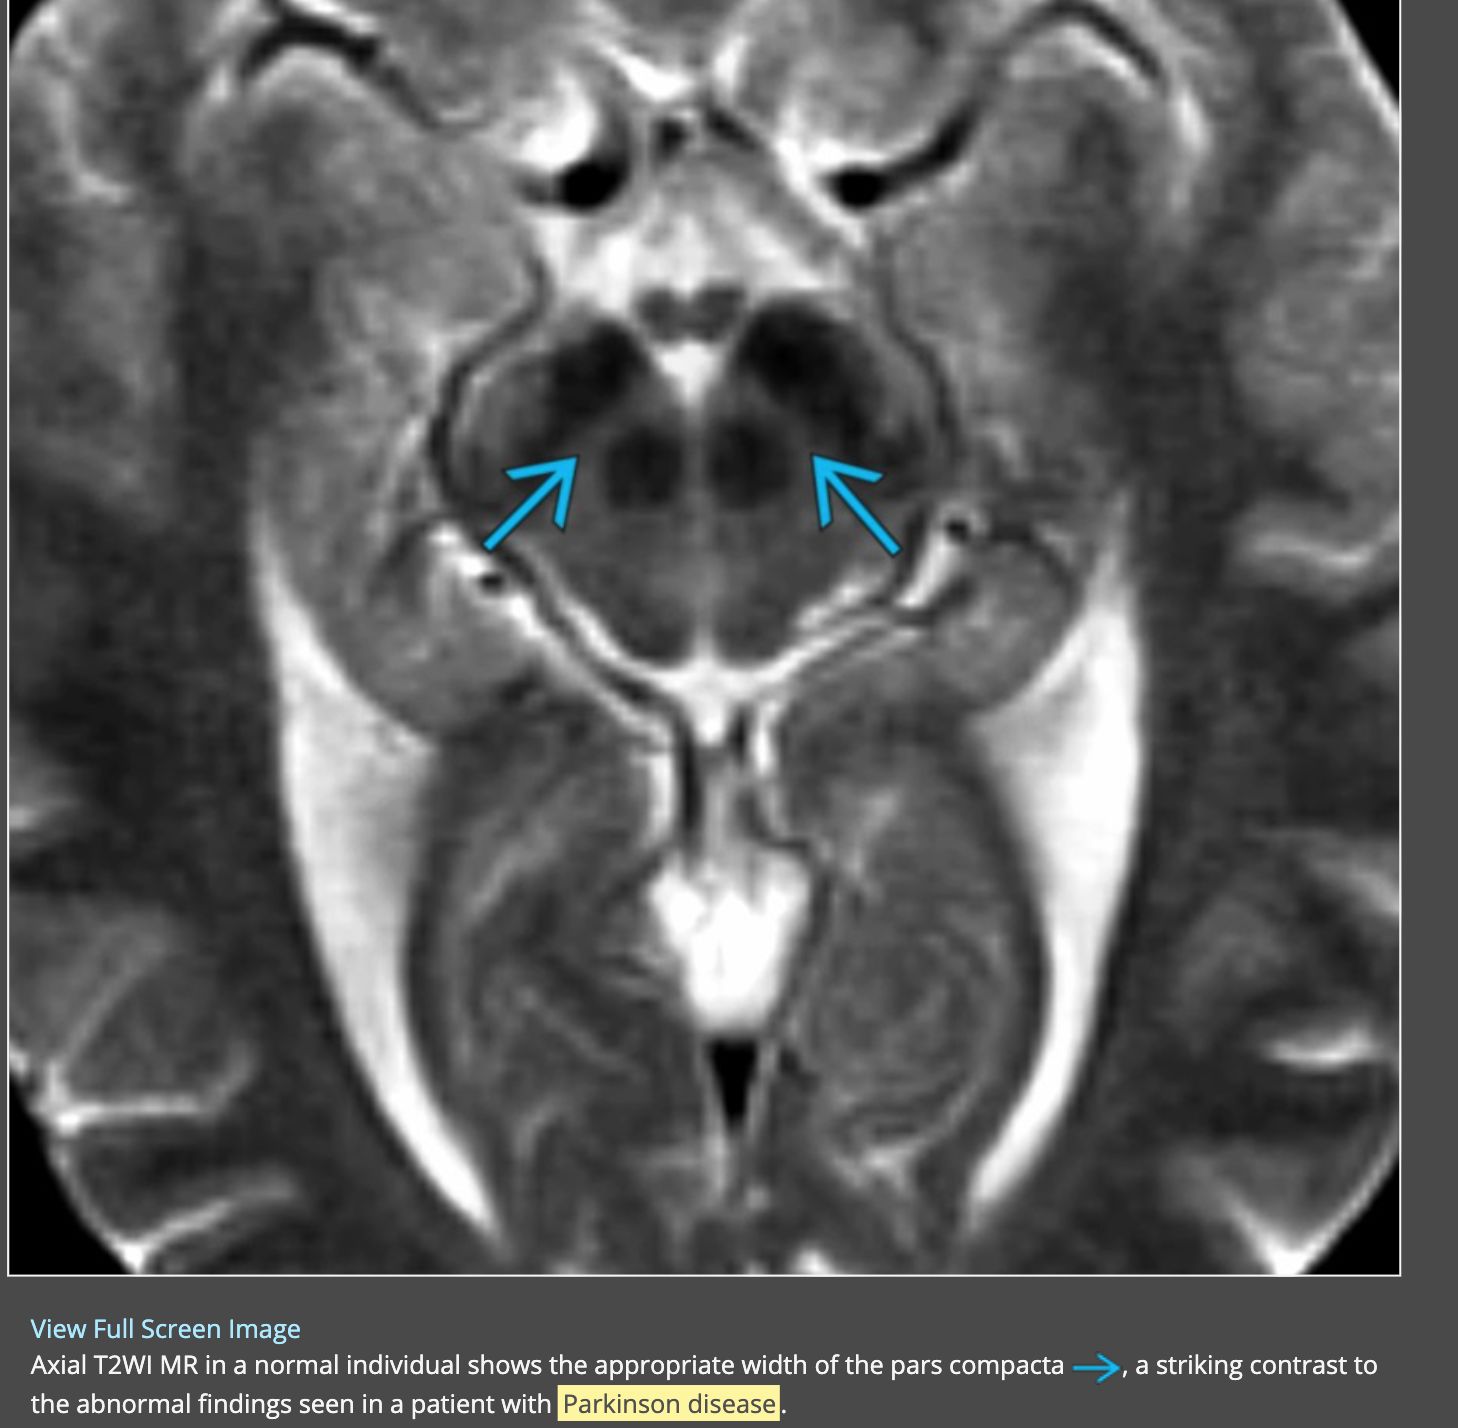 View Full Screen Image
Axial T2WI MR in a normal individual shows the appropriate width of the pars compacta →, a striking contrast to
the abnormal findings seen in a patient with Parkinson disease.